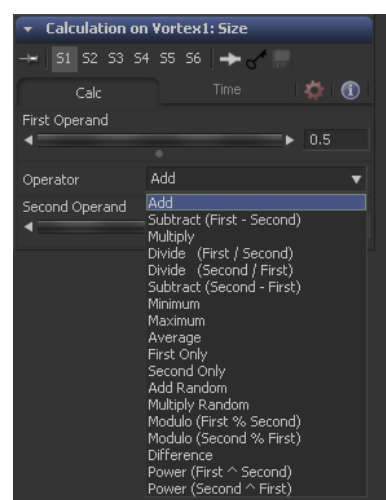 Calculation on Vortex1: Size
S1 S2 S3 S4 S5 S6
Calc Time
First Operand
0.5
Operator Add
Second Operand
Add
Subtract (First - Second)
Multiply
Divide (First / Second)
Divide (Second / First)
Subtract (Second - First)
Minimum
Maximum
Average
First Only
Second Only
Add Random
Multiply Random
Modulo (First % Second)
Modulo (Second % First)
Difference
Power (First ^ Second)
Power (Second ^ First)